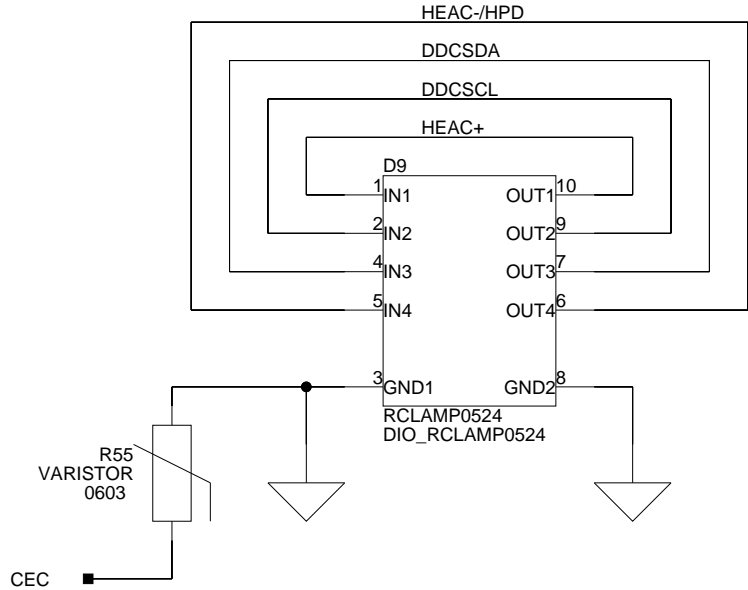 HEAC-/HPD
DDCSDA
DDCSCL
HEAC+
D9
1 IN1 OUT1 10
2 IN2 OUT2 9
4 IN3 OUT3 7
5 IN4 OUT4 6
3 GND1 GND2 8
RCLAMP0524
DIO_RCLAMP0524
R55
VARISTOR
0603
CEC